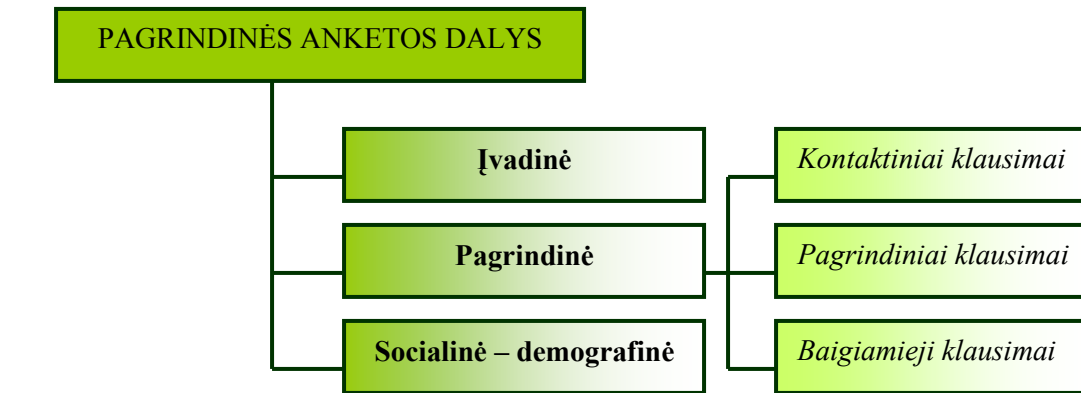 PAGRINDINĖS ANKETOS DALYS
Įvadinė
Kontaktiniai klausimai
Pagrindinė
Pagrindiniai klausimai
Socialinė – demografinė
Baigiamieji klausimai